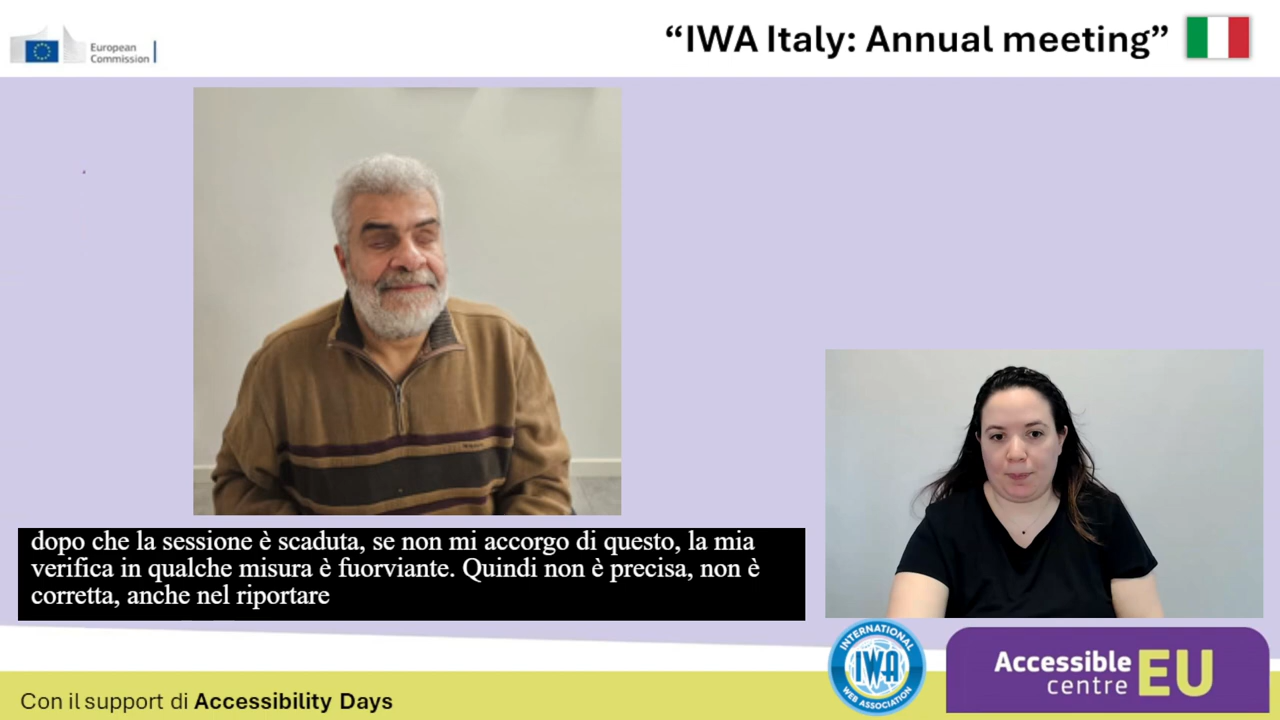 European
Commission
“IWA Italy: Annual meeting”
dopo che la sessione è scaduta, se non mi accorgo di questo, la mia
verifica in qualche misura è fuorviante. Quindi non è precisa, non è
corretta, anche nel riportare
INTERNATIONAL
IWA
WEB ASSOCIATION
Accessible
centre EU
Con il support di Accessibility Days